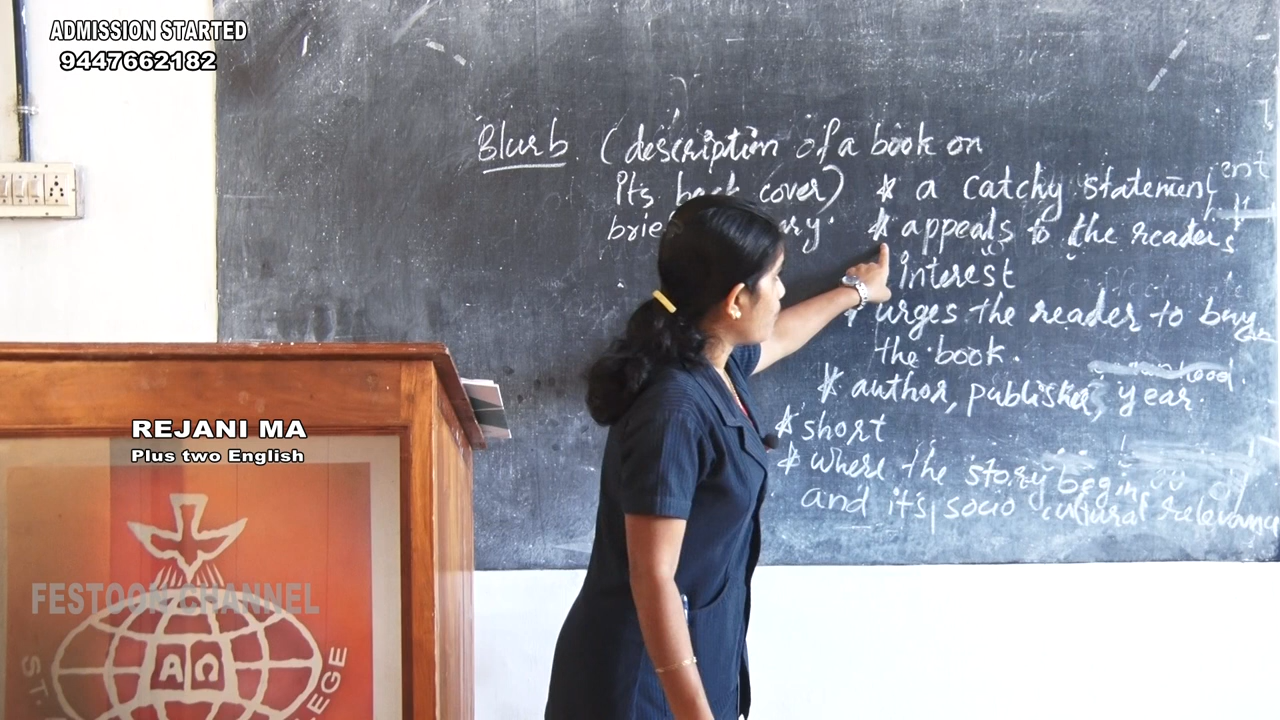 ADMISSION STARTED
9447662182
Blurb. (description of a book on
Its back cover)
brief
* a catchy statement
* appeals to the readers
interest
* urges the reader to buy
the book.
* author, publisher, year.
* short
* where the story begins
and its socio cultural relevance
REJANI MA
Plus two English
FESTOON CHANNEL
ΑΩ
ST.